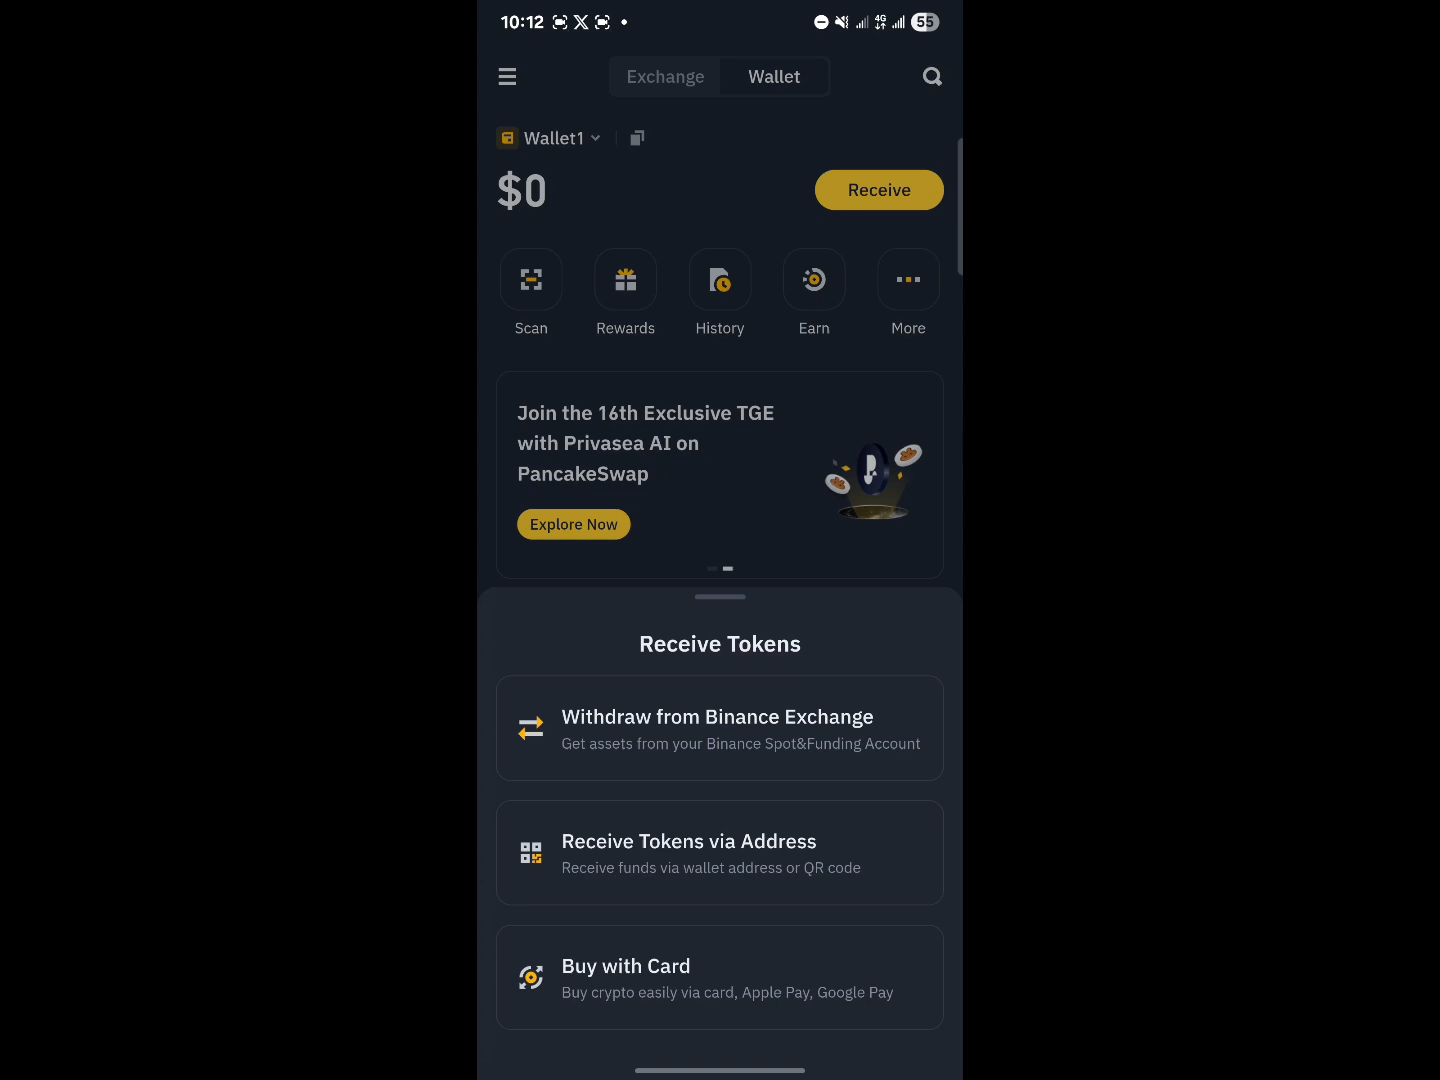 10:12
4G
55
Exchange
Wallet
Wallet1
$0
Receive
Scan
Rewards
History
Earn
More
Join the 16th Exclusive TGE
with Privasea AI on
PancakeSwap
Explore Now
Receive Tokens
Withdraw from Binance Exchange
Get assets from your Binance Spot&Funding Account
Receive Tokens via Address
Receive funds via wallet address or QR code
Buy with Card
Buy crypto easily via card, Apple Pay, Google Pay